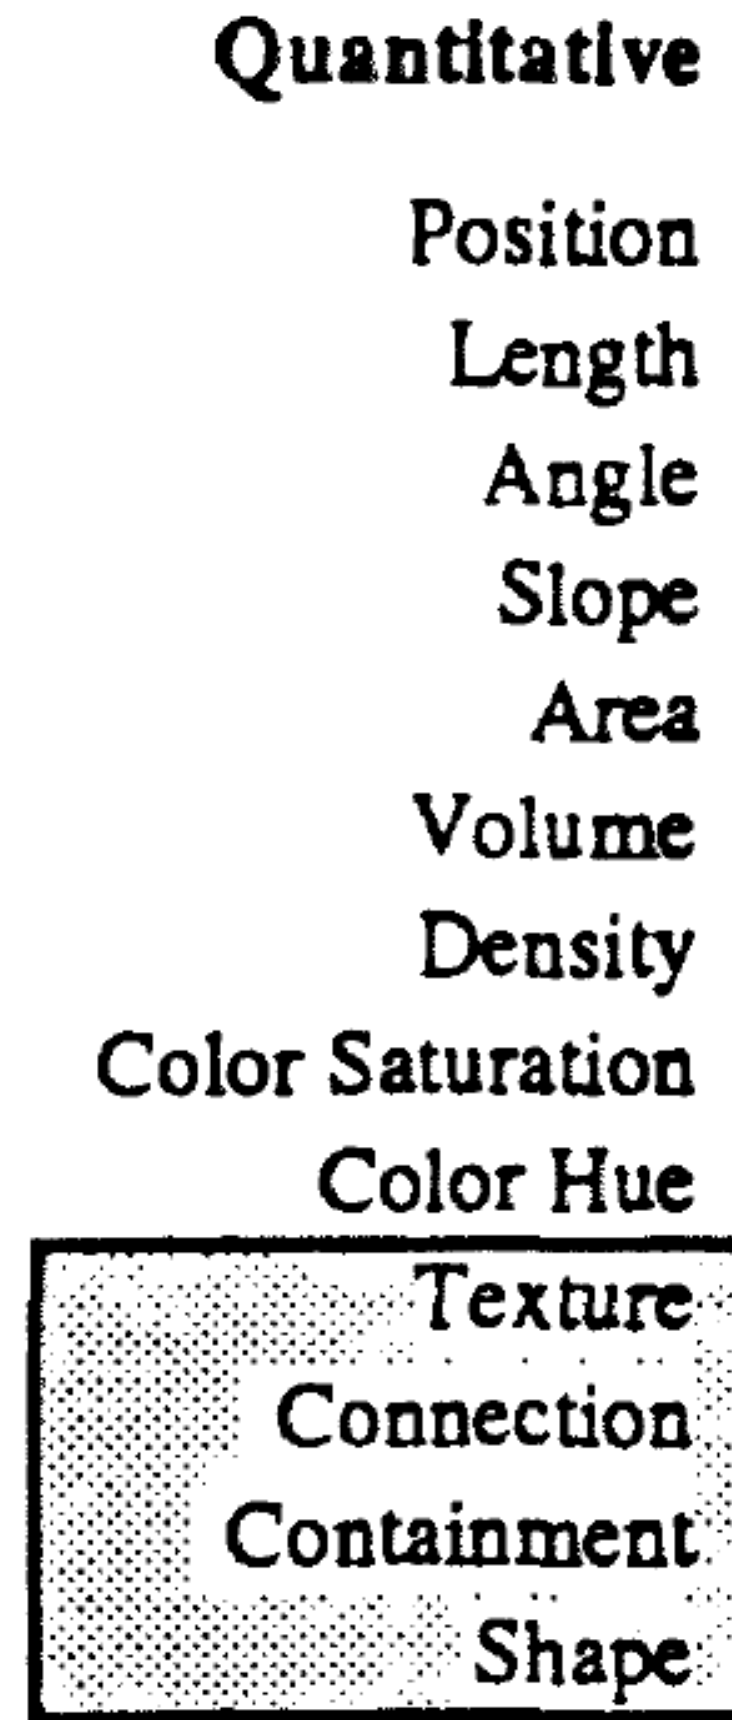 Quantitative
Position
Length
Angle
Slope
Area
Volume
Density
Color Saturation
Color Hue
Texture
Connection
Containment
Shape